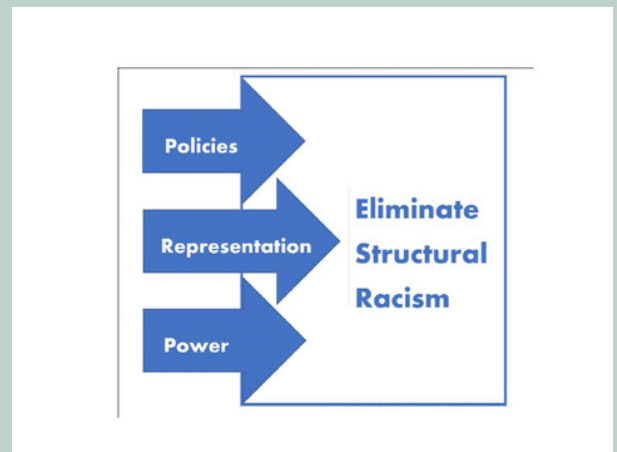 Policies
Representation
Power
Eliminate
Structural
Racism